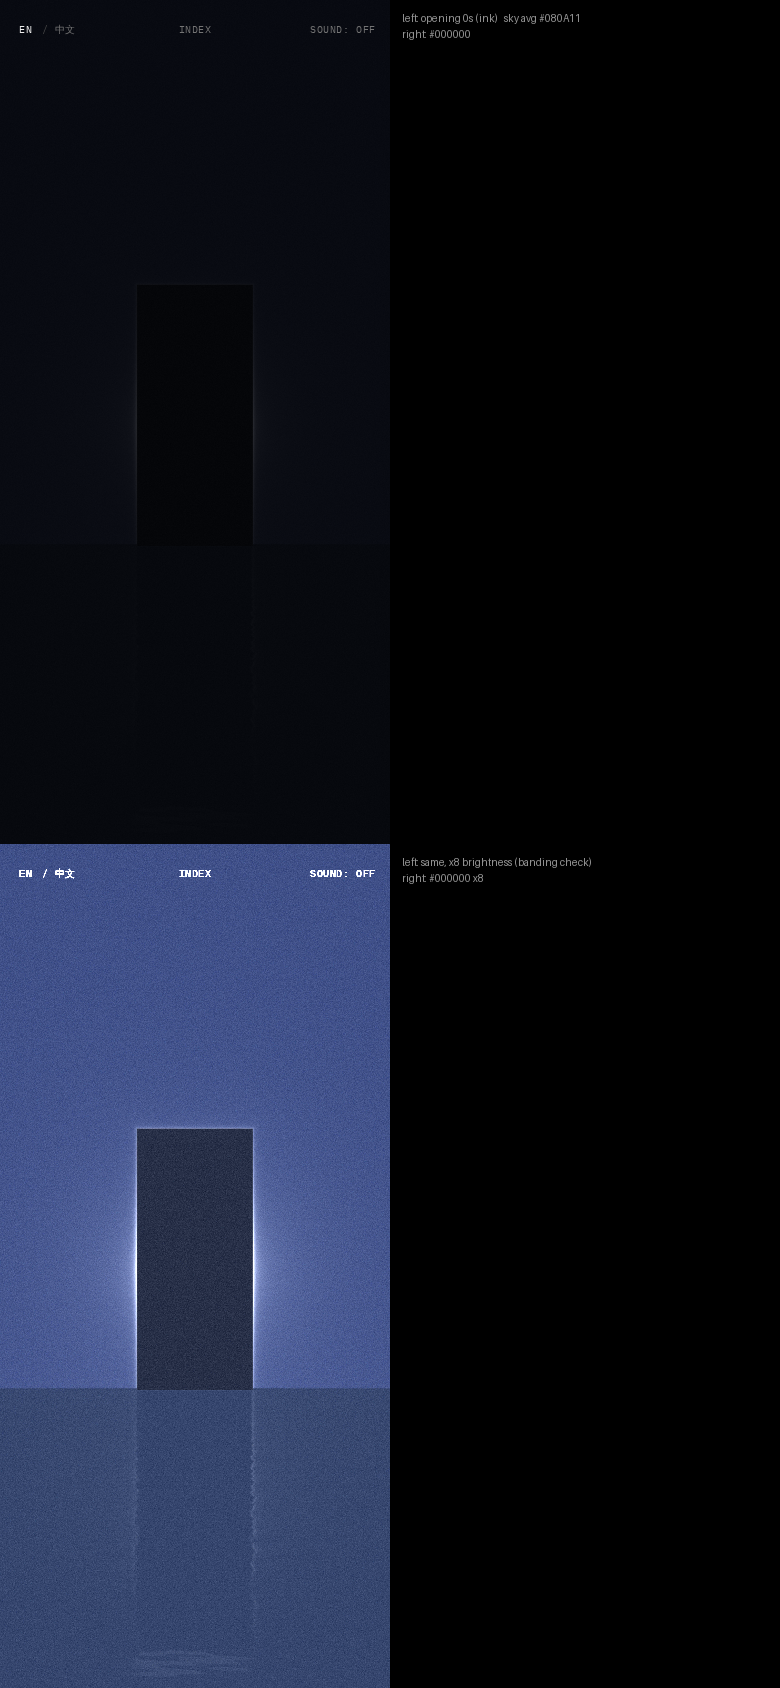 EN / 中文 INDEX SOUND: OFF
left: opening 0s (ink) sky avg #080A11
right: #000000
EN / 中文 INDEX SOUND: OFF
left: same, x8 brightness (banding check)
right: #000000 x8